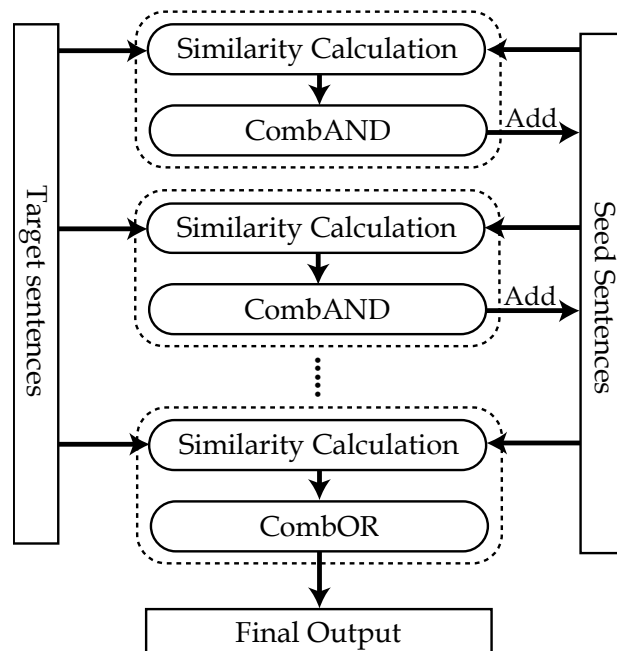 Similarity Calculation
CombAND
Add
Target sentences
Seed Sentences
Similarity Calculation
CombAND
Add
Similarity Calculation
CombOR
Final Output